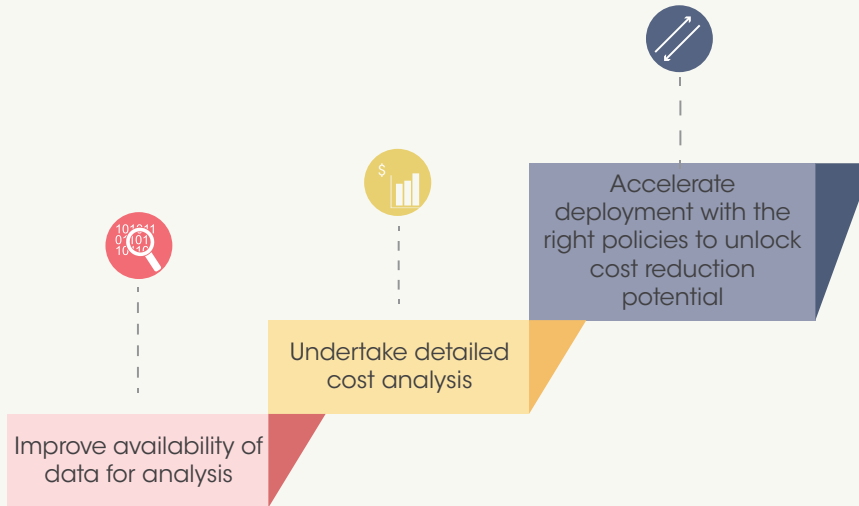 Accelerate
deployment with the
right policies to unlock
cost reduction
potential
$
Undertake detailed
cost analysis
Improve availability of
data for analysis